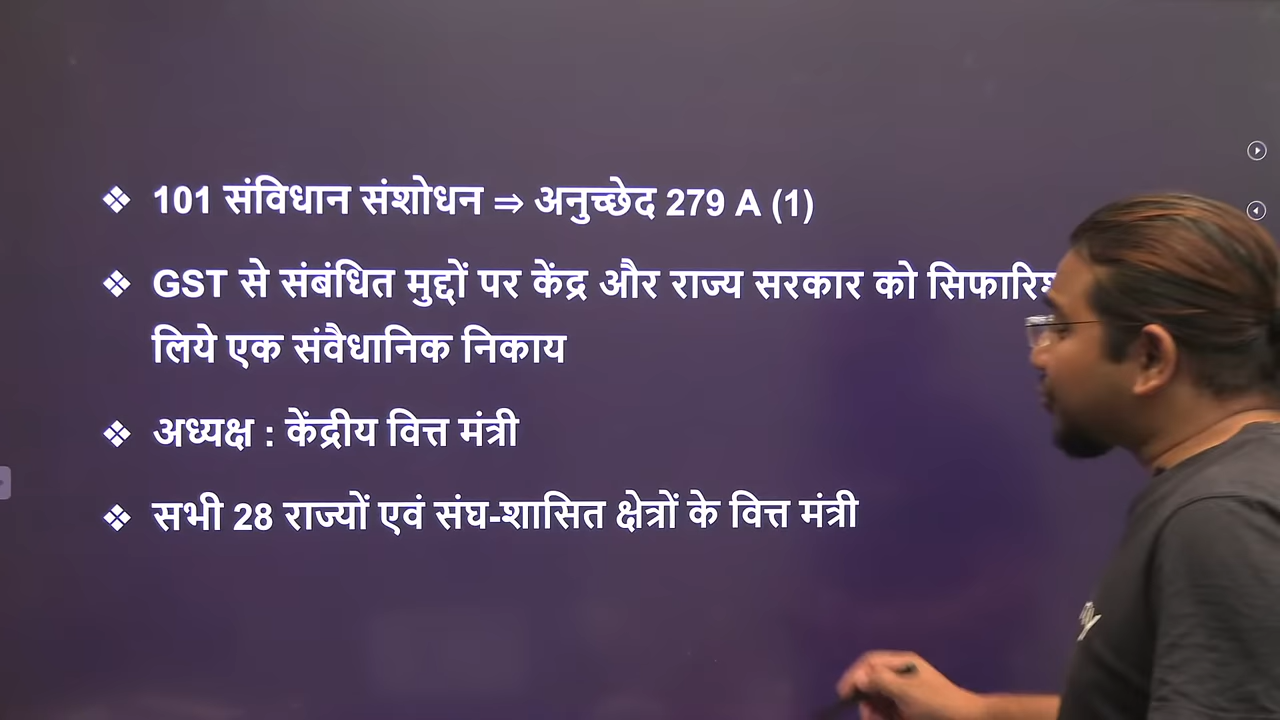 ❖ 101 संविधान संशोधन ⇒ अनुच्छेद 279 A (1)
❖ GST से संबंधित मुद्दों पर केंद्र और राज्य सरकार को
लिये एक संवैधानिक निकाय
❖ अध्यक्ष : केंद्रीय वित्त मंत्री
❖ सभी 28 राज्यों एवं संघ-शासित क्षेत्रों के वित्त मंत्री